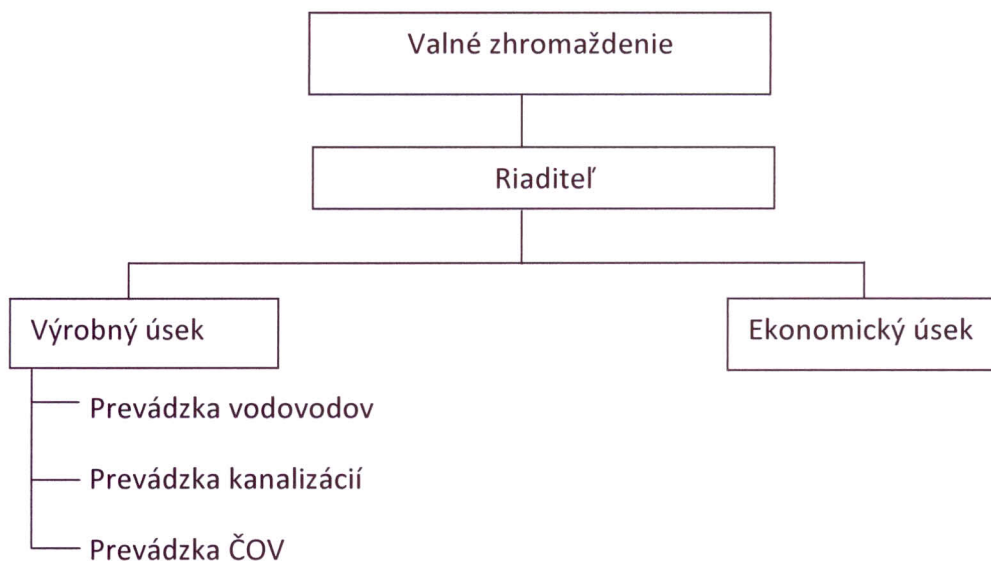 Valné zhromaždenie
Riaditeľ
Výrobný úsek
Ekonomický úsek
Prevádzka vodovodov
Prevádzka kanalizácií
Prevádzka ČOV